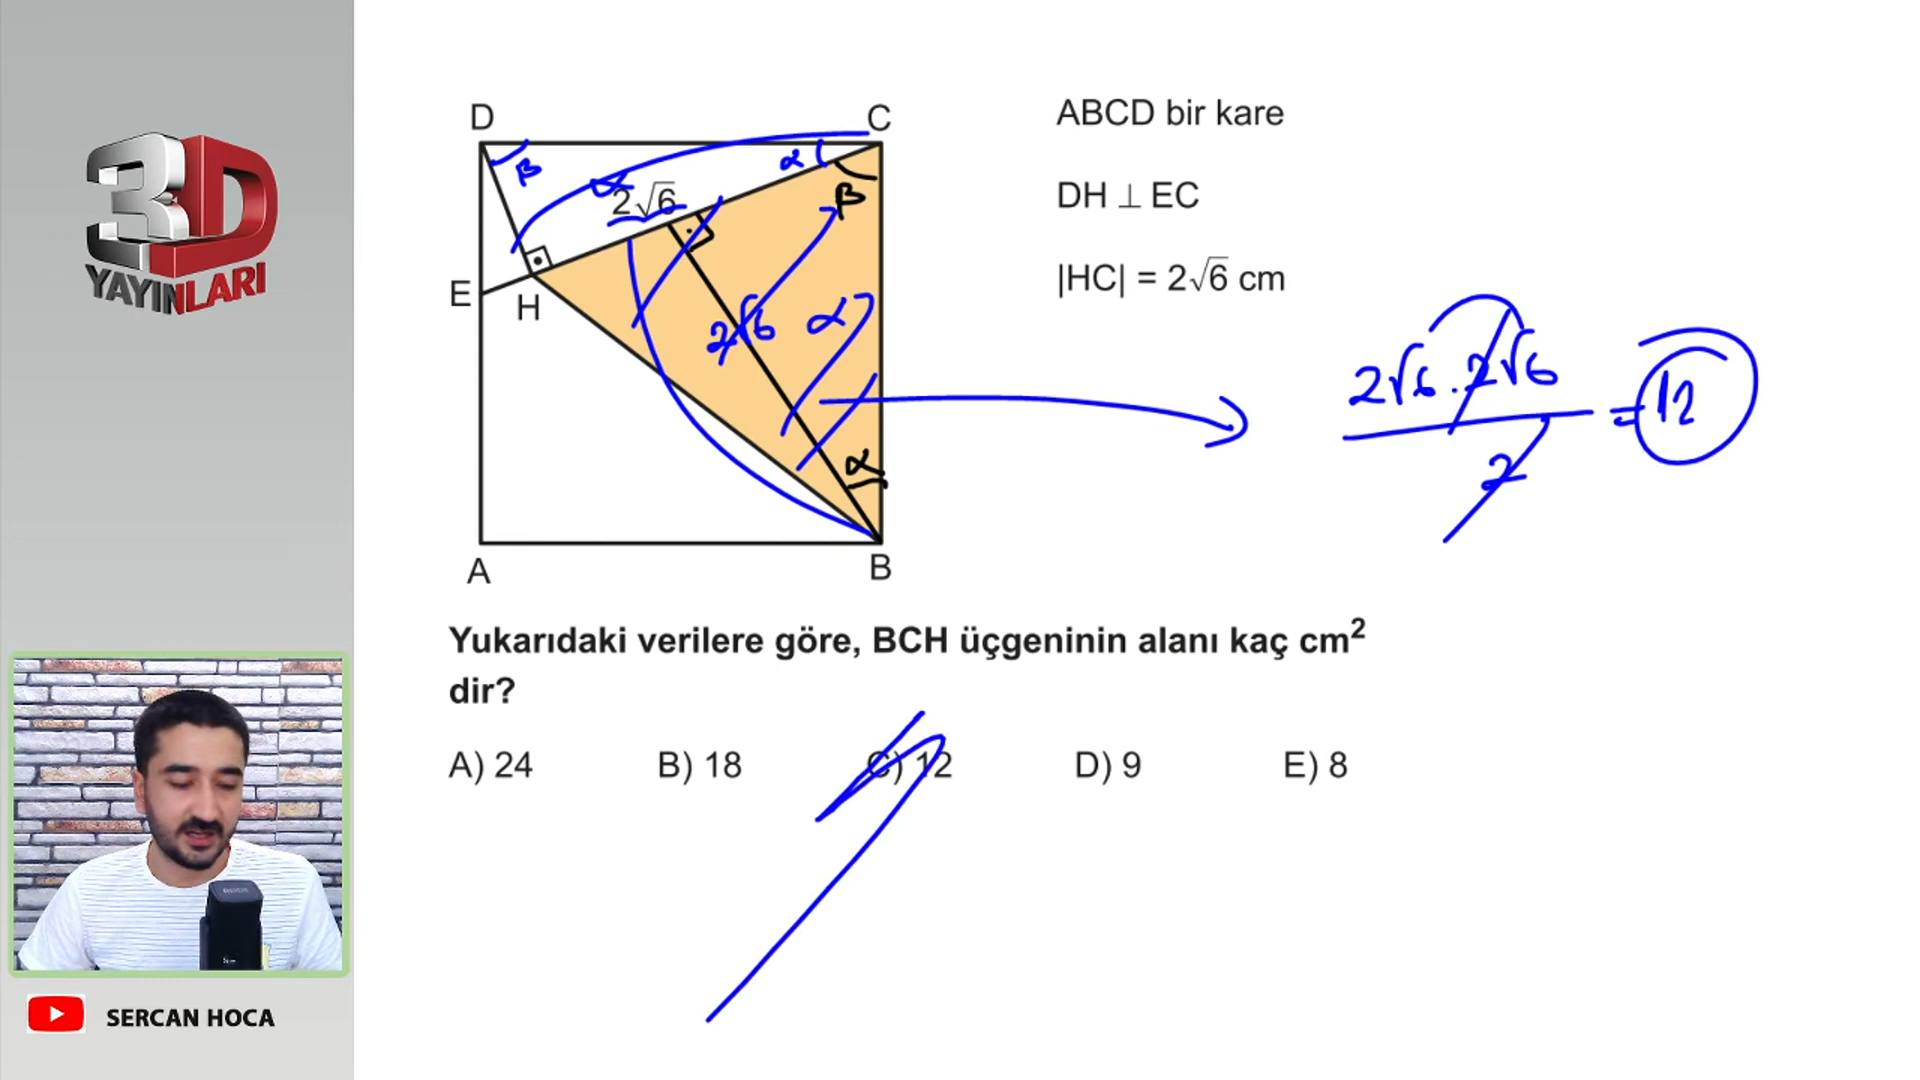 3D
YAYINLARI
D
C
β
α
α
2√6
β
E
H
2√6
α
α
A
B
ABCD bir kare
DH ⊥ EC
|HC| = 2√6 cm
2√6 . 2√6
2
= 12
Yukarıdaki verilere göre, BCH üçgeninin alanı kaç cm²
dir?
A) 24 B) 18 C) 12 D) 9 E) 8
SERCAN HOCA